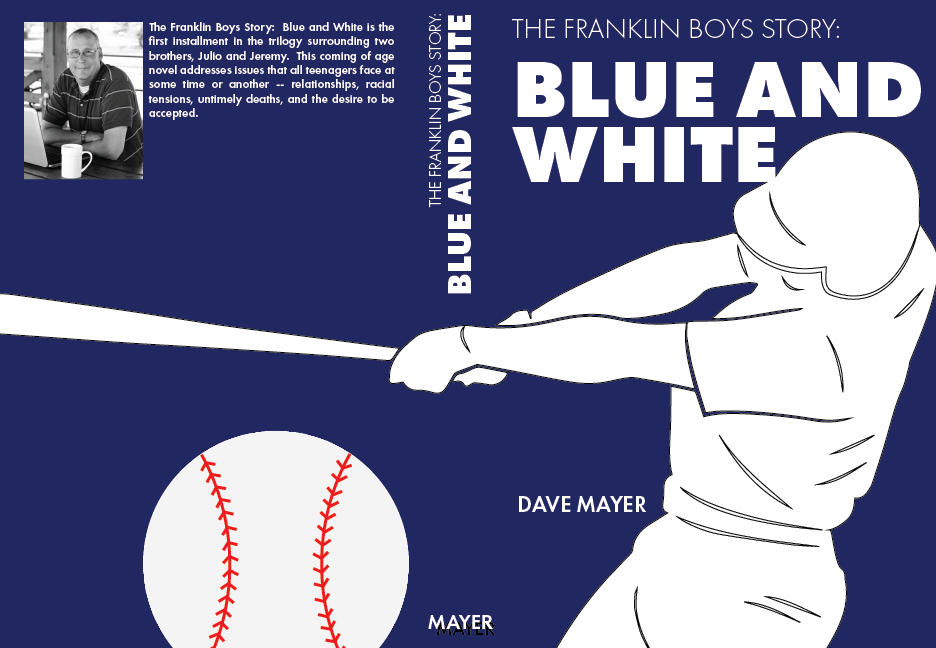 The Franklin Boys Story: Blue and White is the
first installment in the trilogy surrounding two
brothers, Julio and Jeremy. This coming of age
novel addresses issues that all teenagers face at
some time or another -- relationships, racial
tensions, untimely deaths, and the desire to be
accepted.
THE FRANKLIN BOYS STORY:
BLUE AND WHITE
MAYER
MAYER
THE FRANKLIN BOYS STORY:
BLUE AND
WHITE
DAVE MAYER